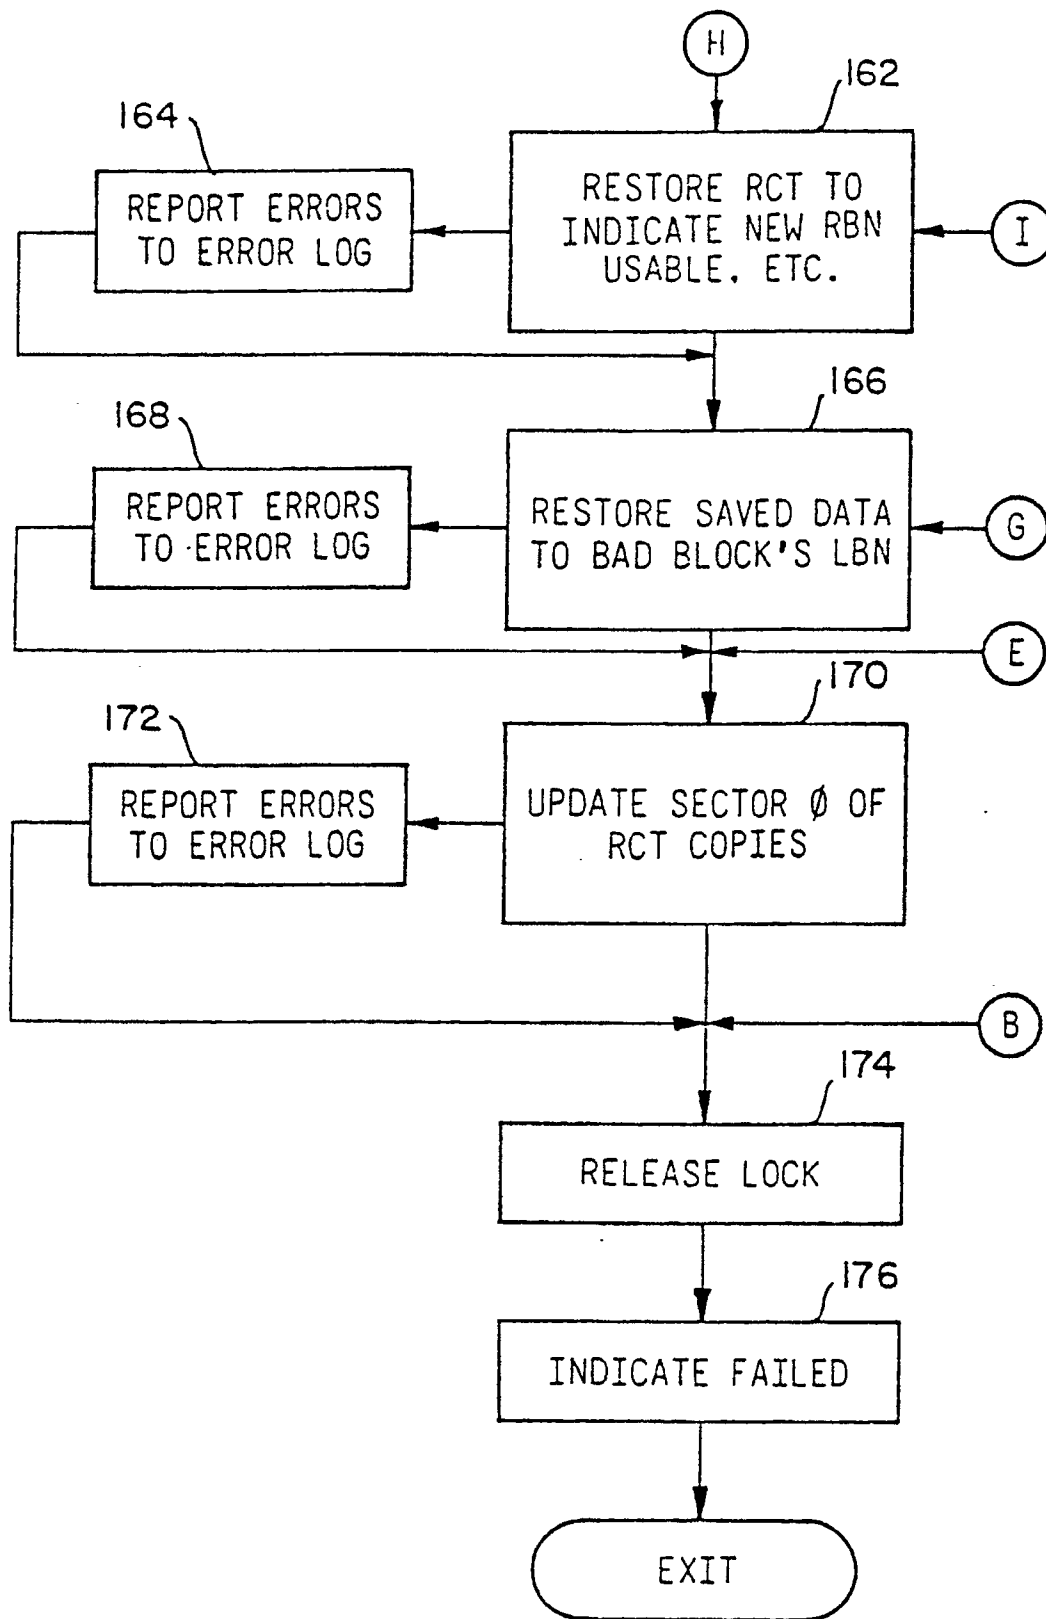 H
162
164
RESTORE RCT TO
INDICATE NEW RBN
USABLE. ETC.
REPORT ERRORS
TO ERROR LOG
I
166
168
RESTORE SAVED DATA
TO BAD BLOCK'S LBN
REPORT ERRORS
TO ERROR LOG
G
E
170
172
UPDATE SECTOR Ø OF
RCT COPIES
REPORT ERRORS
TO ERROR LOG
B
174
RELEASE LOCK
176
INDICATE FAILED
EXIT